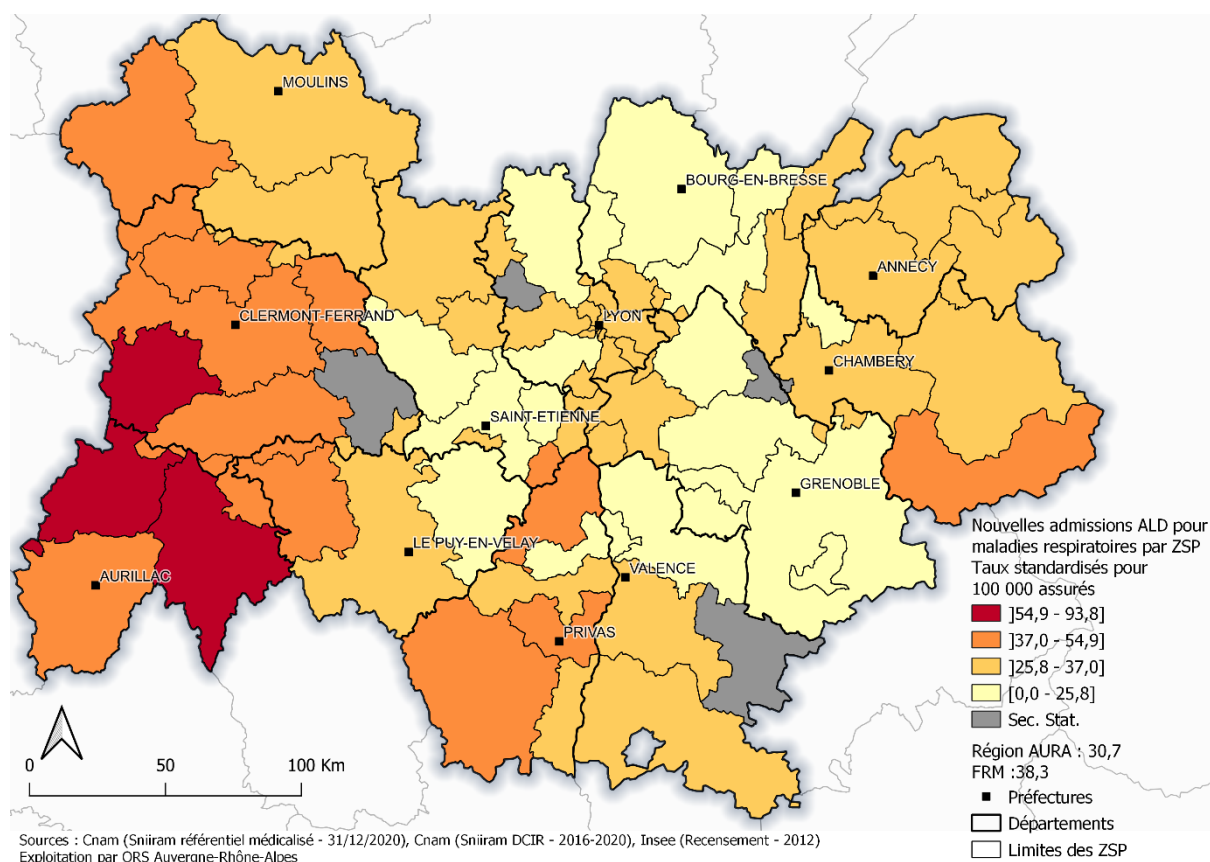 MOULINS
BOURG-EN-BRESSE
ANNECY
CLERMONT-FERRAND
LYON
CHAMBERY
SAINT-ETIENNE
GRENOBLE
LE PUY-EN-VELAY
AURILLAC
VALENCE
PRIVAS
Nouvelles admissions ALD pour
maladies respiratoires par ZSP
Taux standardisés pour
100 000 assurés
]54,9 - 93,8]
]37,0 - 54,9]
]25,8 - 37,0]
[0,0 - 25,8]
Sec. Stat.
Région AURA : 30,7
FRM :38,3
Préfectures
Départements
Limites des ZSP
0 50 100 Km
Sources : Cnam (Sniiram référentiel médicalisé - 31/12/2020), Cnam (Sniiram DCIR - 2016-2020), Insee (Recensement - 2012)
Exploitation par ORS Auvergne-Rhône-Alpes